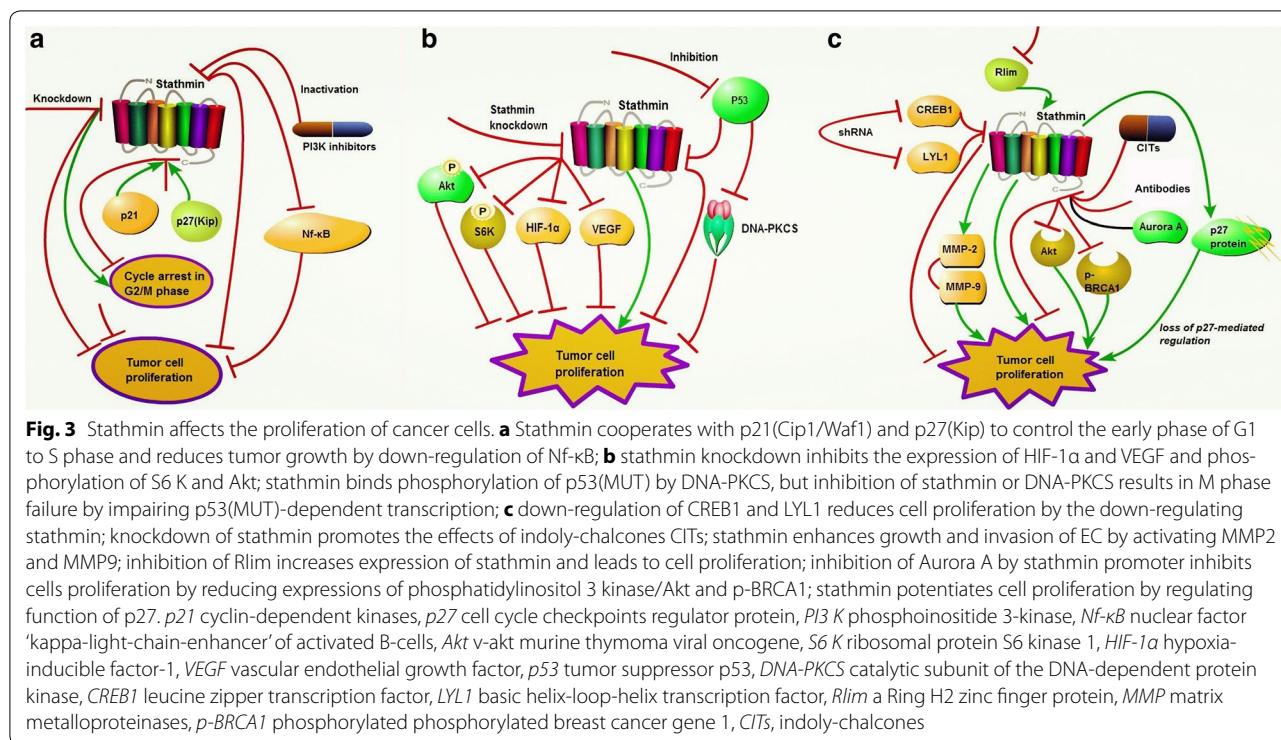 a
N
Stathmin
Knockdown
Inactivation
PI3K inhibitors
C
p21
p27(Kip)
Nf-κB
Cycle arrest in
G2/M phase
Tumor cell
proliferation
b
Inhibition
P53
Stathmin
knockdown
Stathmin
N
C
P
Akt
P
S6K
HIF-1α
VEGF
DNA-PKCS
Tumor cell
proliferation
c
Rlim
Stathmin
N
CREB1
shRNA
LYL1
CITs
C
Antibodies
Aurora A
p27
protein
MMP-2
MMP-9
Akt
p-
BRCA1
loss of p27-mediated
regulation
Tumor cell
proliferation
Fig. 3 Stathmin affects the proliferation of cancer cells. a Stathmin cooperates with p21(Cip1/Waf1) and p27(Kip) to control the early phase of G1
to S phase and reduces tumor growth by down-regulation of Nf-κB; b stathmin knockdown inhibits the expression of HIF-1α and VEGF and phos-
phorylation of S6 K and Akt; stathmin binds phosphorylation of p53(MUT) by DNA-PKCS, but inhibition of stathmin or DNA-PKCS results in M phase
failure by impairing p53(MUT)-dependent transcription; c down-regulation of CREB1 and LYL1 reduces cell proliferation by the down-regulating
stathmin; knockdown of stathmin promotes the effects of indoly-chalcones CITs; stathmin enhances growth and invasion of EC by activating MMP2
and MMP9; inhibition of Rlim increases expression of stathmin and leads to cell proliferation; inhibition of Aurora A by stathmin promoter inhibits
cells proliferation by reducing expressions of phosphatidylinositol 3 kinase/Akt and p-BRCA1; stathmin potentiates cell proliferation by regulating
function of p27. p21 cyclin-dependent kinases, p27 cell cycle checkpoints regulator protein, PI3 K phosphoinositide 3-kinase, Nf-κB nuclear factor
‘kappa-light-chain-enhancer’ of activated B-cells, Akt v-akt murine thymoma viral oncogene, S6 K ribosomal protein S6 kinase 1, HIF-1α hypoxia-
inducible factor-1, VEGF vascular endothelial growth factor, p53 tumor suppressor p53, DNA-PKCS catalytic subunit of the DNA-dependent protein
kinase, CREB1 leucine zipper transcription factor, LYL1 basic helix-loop-helix transcription factor, Rlim a Ring H2 zinc finger protein, MMP matrix
metalloproteinases, p-BRCA1 phosphorylated phosphorylated breast cancer gene 1, CITs, indoly-chalcones